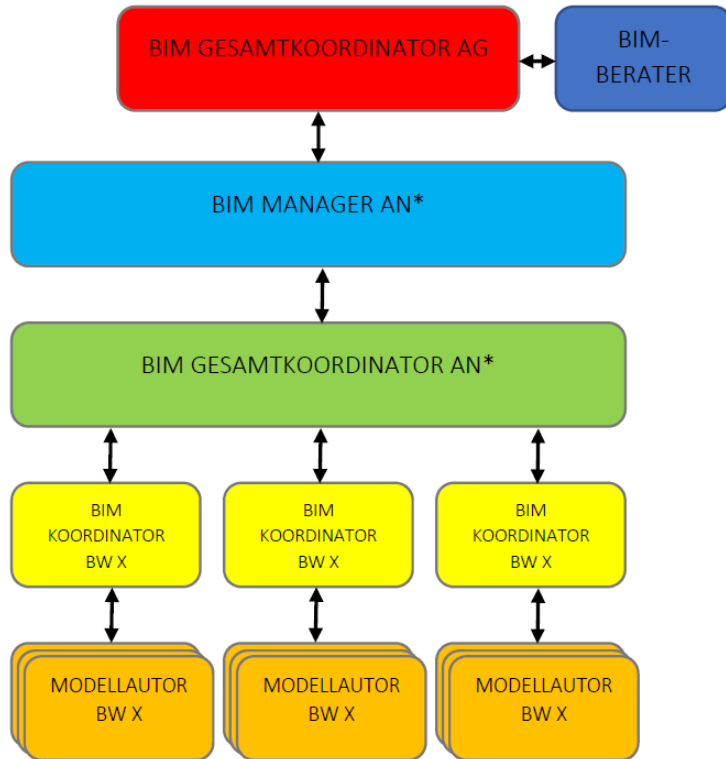 BIM GESAMTKOORDINATOR AG
BIM-
BERATER
BIM MANAGER AN*
BIM GESAMTKOORDINATOR AN*
BIM
KOORDINATOR
BW X
BIM
KOORDINATOR
BW X
BIM
KOORDINATOR
BW X
MODELLAUTOR
BW X
MODELLAUTOR
BW X
MODELLAUTOR
BW X